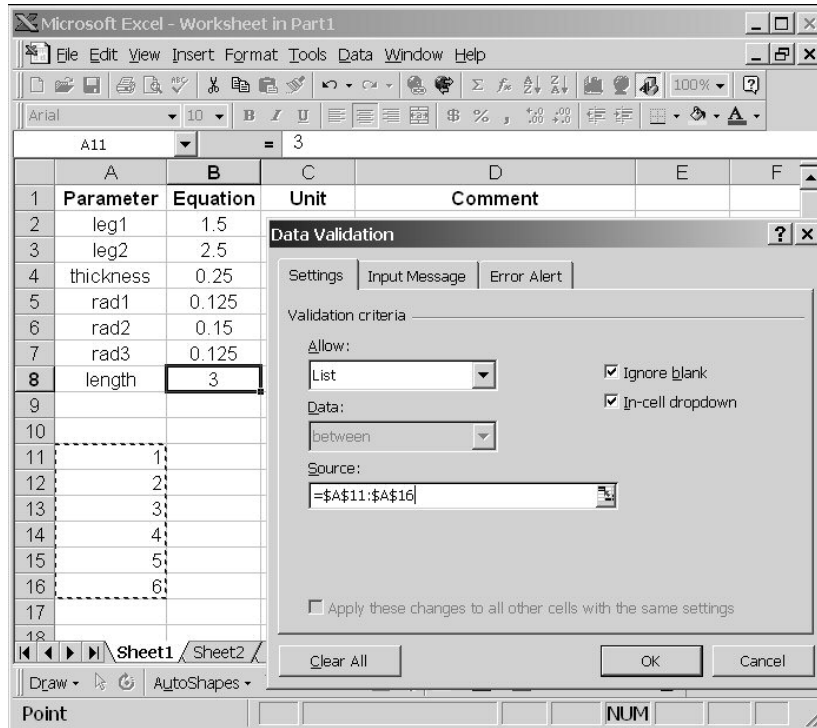 Microsoft Excel - Worksheet in Part1
File Edit View Insert Format Tools Data Window Help
100%
Arial 10 B I U $ % ,
A11 = 3
A B C D E F
1 Parameter Equation Unit Comment
2 leg1 1.5
3 leg2 2.5
4 thickness 0.25
5 rad1 0.125
6 rad2 0.15
7 rad3 0.125
8 length 3
9
10
11 1
12 2
13 3
14 4
15 5
16 6
17
18
Data Validation
Settings Input Message Error Alert
Validation criteria
Allow:
List
Ignore blank
Data:
In-cell dropdown
between
Source:
=$A$11:$A$16
Apply these changes to all other cells with the same settings
Clear All OK Cancel
Sheet1 Sheet2
Draw AutoShapes
Point NUM